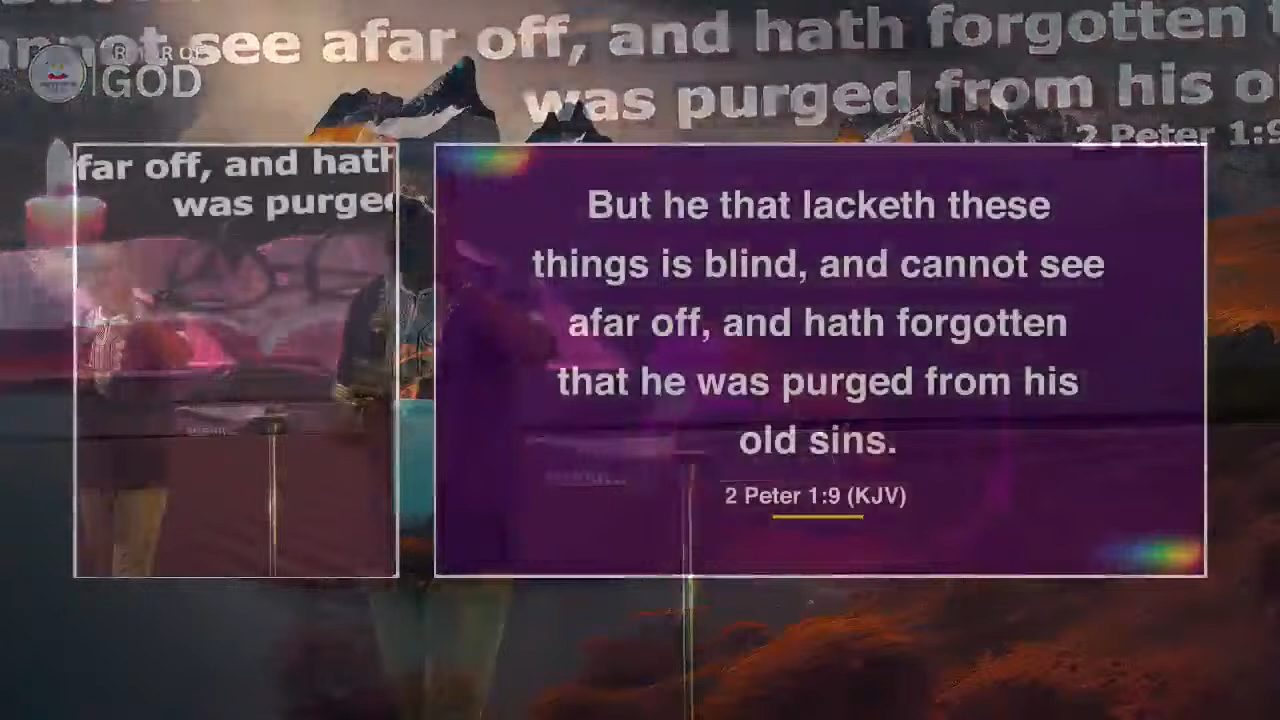 see afar off, and hath forgotten
was purged from his
2 Peter 1:9
GOD
far off, and hath
was purged
But he that lacketh these
things is blind, and cannot see
afar off, and hath forgotten
that he was purged from his
old sins.
2 Peter 1:9 (KJV)